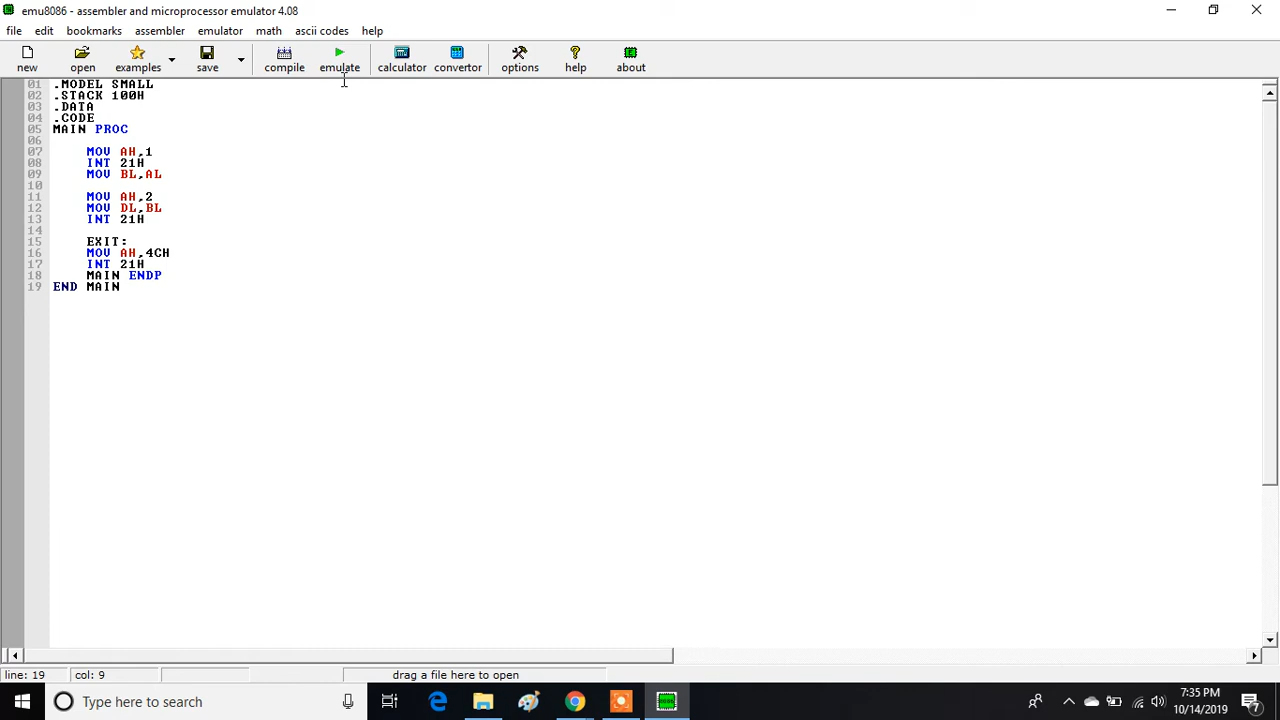 emu8086 - assembler and microprocessor emulator 4.08
file edit bookmarks assembler emulator math ascii codes help
new open examples save compile emulate calculator convertor options help about
01 .MODEL SMALL
02 .STACK 100H
03 .DATA
04 .CODE
05 MAIN PROC
06
07 MOV AH,1
08 INT 21H
09 MOV BL,AL
10
11 MOV AH,2
12 MOV DL,BL
13 INT 21H
14
15 EXIT:
16 MOV AH,4CH
17 INT 21H
18 MAIN ENDP
19 END MAIN
line: 19 col: 9 drag a file here to open
Type here to search
7:35 PM
10/14/2019
7